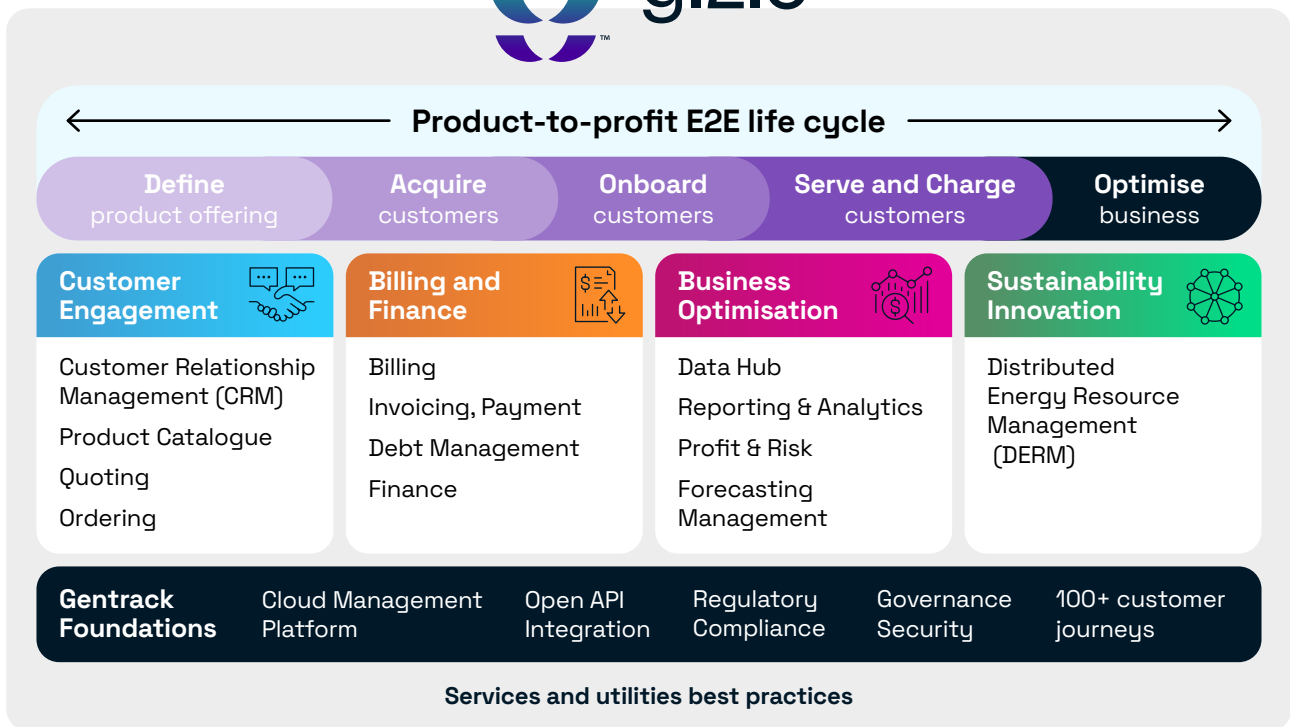 TM
Product-to-profit E2E life cycle
Define
product offering
Acquire
customers
Onboard
customers
Serve and Charge
customers
Optimise
business
Customer
Engagement
Customer Relationship
Management (CRM)
Product Catalogue
Quoting
Ordering
Billing and
Finance
Billing
Invoicing, Payment
Debt Management
Finance
Business
Optimisation
Data Hub
Reporting & Analytics
Profit & Risk
Forecasting
Management
Sustainability
Innovation
Distributed
Energy Resource
Management
(DERM)
Gentrack
Foundations
Cloud Management
Platform
Open API
Integration
Regulatory
Compliance
Governance
Security
100+ customer
journeys
Services and utilities best practices